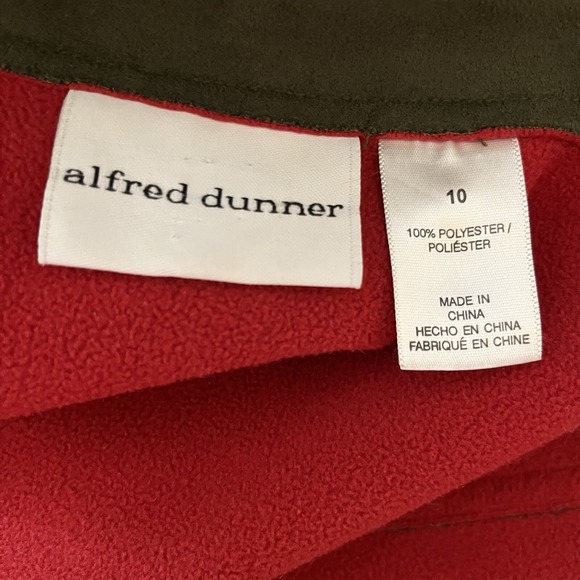 alfred dunner
10
100% POLYESTER /
POLIÉSTER
MADE IN
CHINA
HECHO EN CHINA
FABRIQUÉ EN CHINE